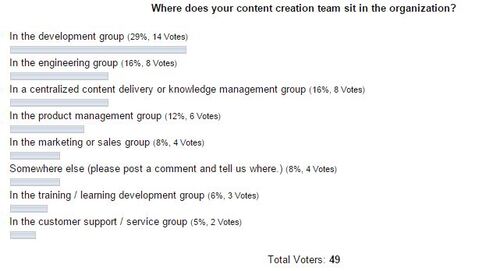 Where does your content creation team sit in the organization?
In the development group (29%, 14 Votes)
In the engineering group (16%, 8 Votes)
In a centralized content delivery or knowledge management group (16%, 8 Votes)
In the product management group (12%, 6 Votes)
In the marketing or sales group (8%, 4 Votes)
Somewhere else (please post a comment and tell us where.) (8%, 4 Votes)
In the training / learning development group (6%, 3 Votes)
In the customer support / service group (5%, 2 Votes)
Total Voters: 49